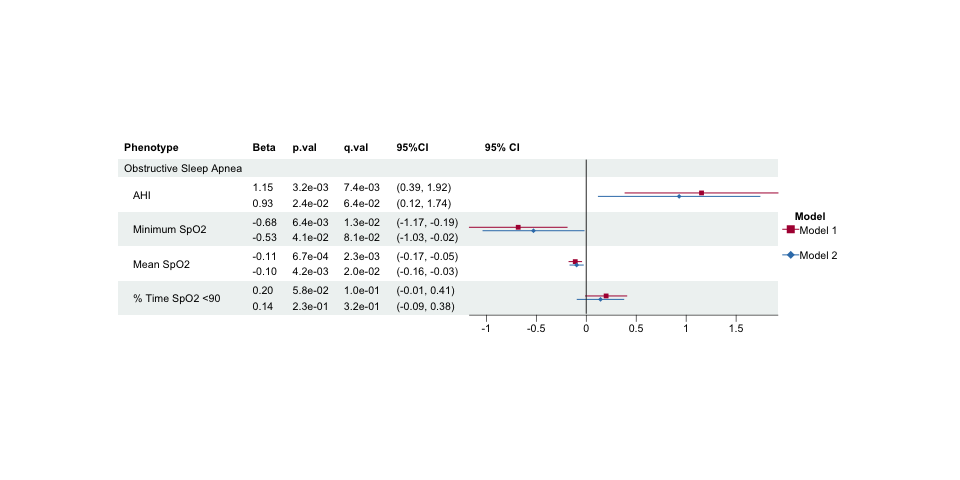 Phenotype Beta p.val q.val 95%CI 95% CI
Obstructive Sleep Apnea
AHI
1.15 3.2e-03 7.4e-03 (0.39, 1.92)
0.93 2.4e-02 6.4e-02 (0.12, 1.74)
Minimum SpO2
-0.68 6.4e-03 1.3e-02 (-1.17, -0.19)
-0.53 4.1e-02 8.1e-02 (-1.03, -0.02)
Mean SpO2
-0.11 6.7e-04 2.3e-03 (-0.17, -0.05)
-0.10 4.2e-03 2.0e-02 (-0.16, -0.03)
% Time SpO2 <90
0.20 5.8e-02 1.0e-01 (-0.01, 0.41)
0.14 2.3e-01 3.2e-01 (-0.09, 0.38)
-1 -0.5 0 0.5 1 1.5
Model
Model 1
Model 2